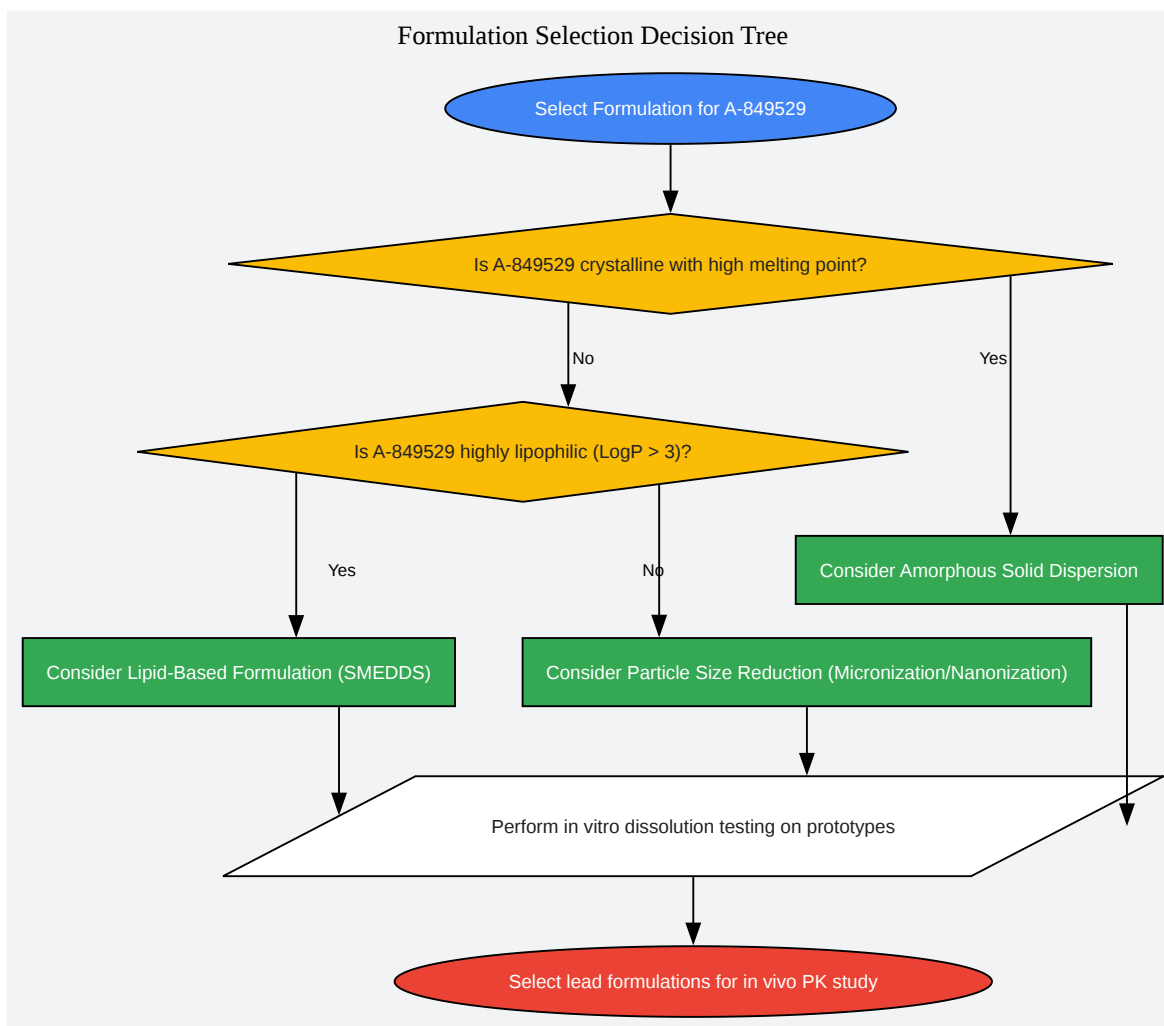 Formulation Selection Decision Tree
Select Formulation for A-849529
Is A-849529 crystalline with high melting point?
No
Yes
Is A-849529 highly lipophilic (LogP > 3)?
Yes
No
Consider Amorphous Solid Dispersion
Consider Lipid-Based Formulation (SMEDDS)
Consider Particle Size Reduction (Micronization/Nanonization)
Perform in vitro dissolution testing on prototypes
Select lead formulations for in vivo PK study